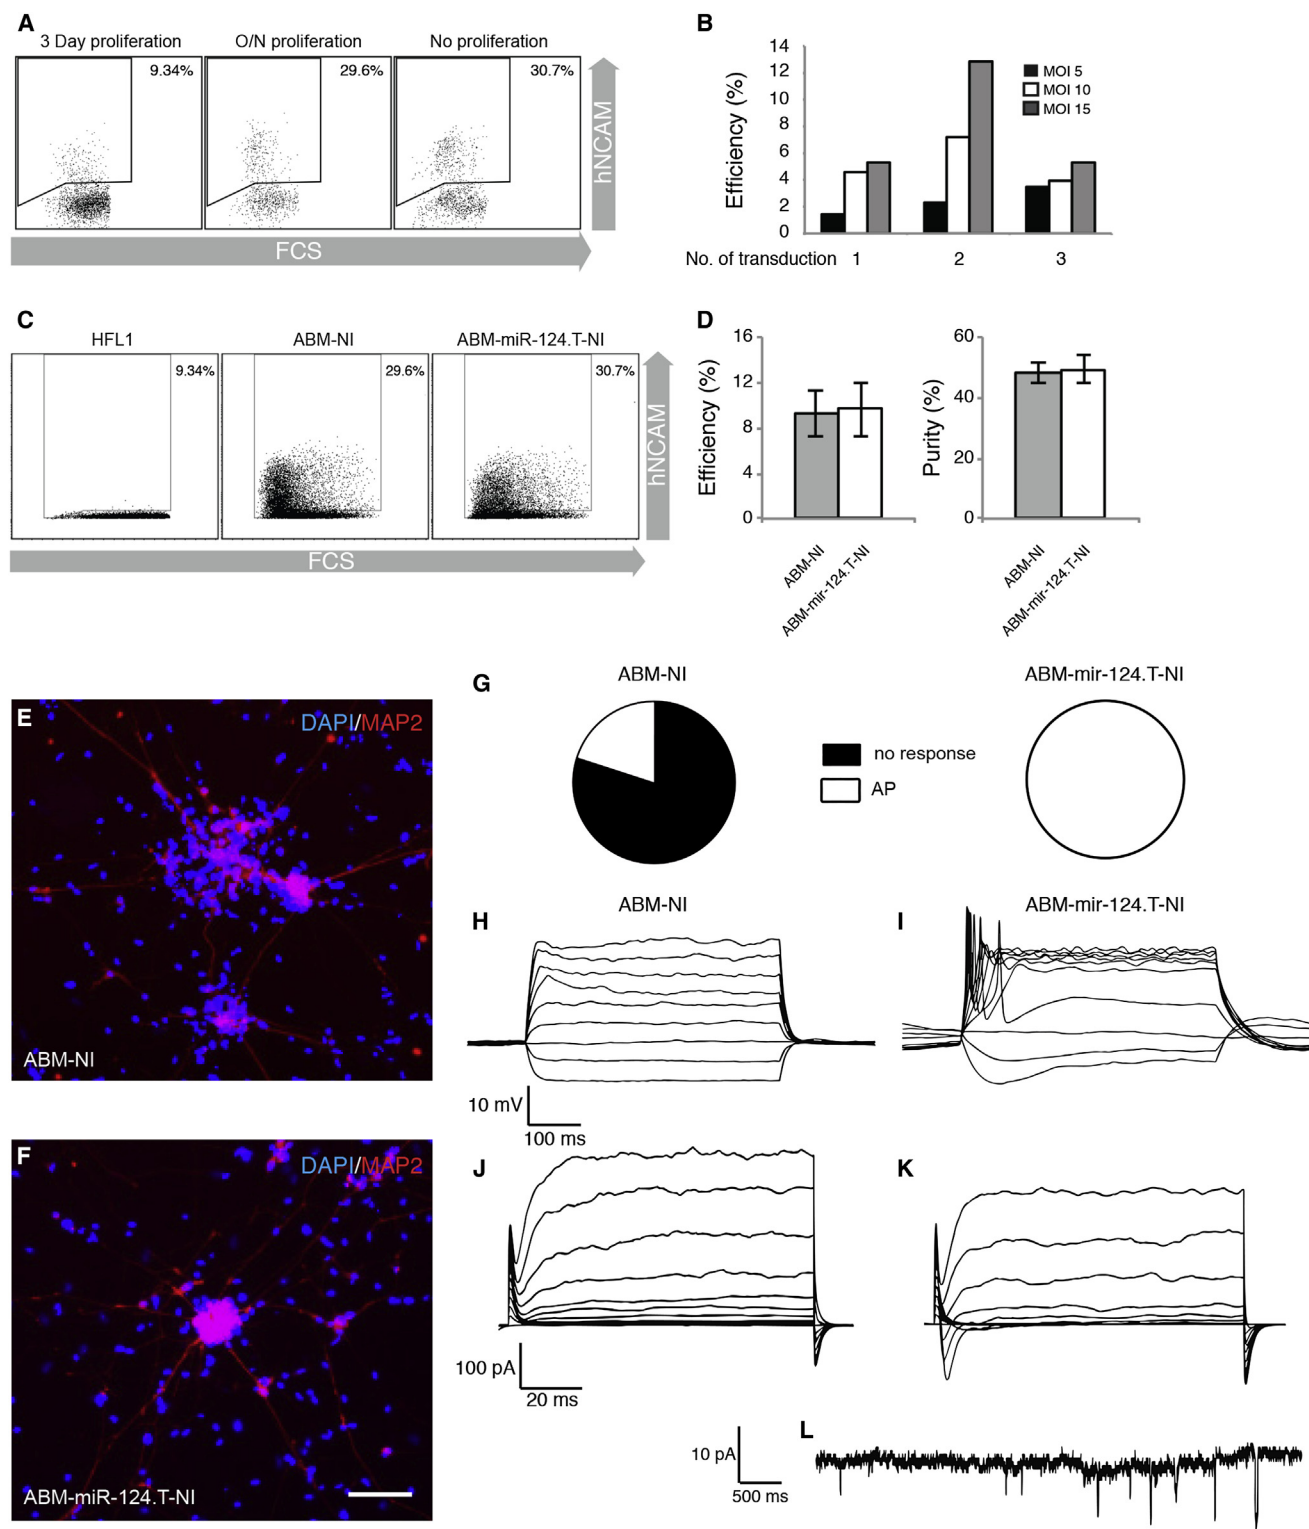 A
3 Day proliferation
O/N proliferation
No proliferation
9.34%
29.6%
30.7%
hNCAM
FCS
B
14
12
10
8
6
4
2
0
Efficiency (%)
MOI 5
MOI 10
MOI 15
No. of transduction 1 2 3
C
HFL1
ABM-NI
ABM-miR-124.T-NI
9.34%
29.6%
30.7%
hNCAM
FCS
D
16
12
8
4
0
Efficiency (%)
ABM-NI
ABM-mir-124.T-NI
60
40
20
0
Purity (%)
ABM-NI
ABM-mir-124.T-NI
E
DAPI/MAP2
ABM-NI
F
DAPI/MAP2
ABM-miR-124.T-NI
G
ABM-NI
no response
AP
ABM-mir-124.T-NI
H
ABM-NI
10 mV
100 ms
I
ABM-mir-124.T-NI
J
100 pA
20 ms
K
L
10 pA
500 ms